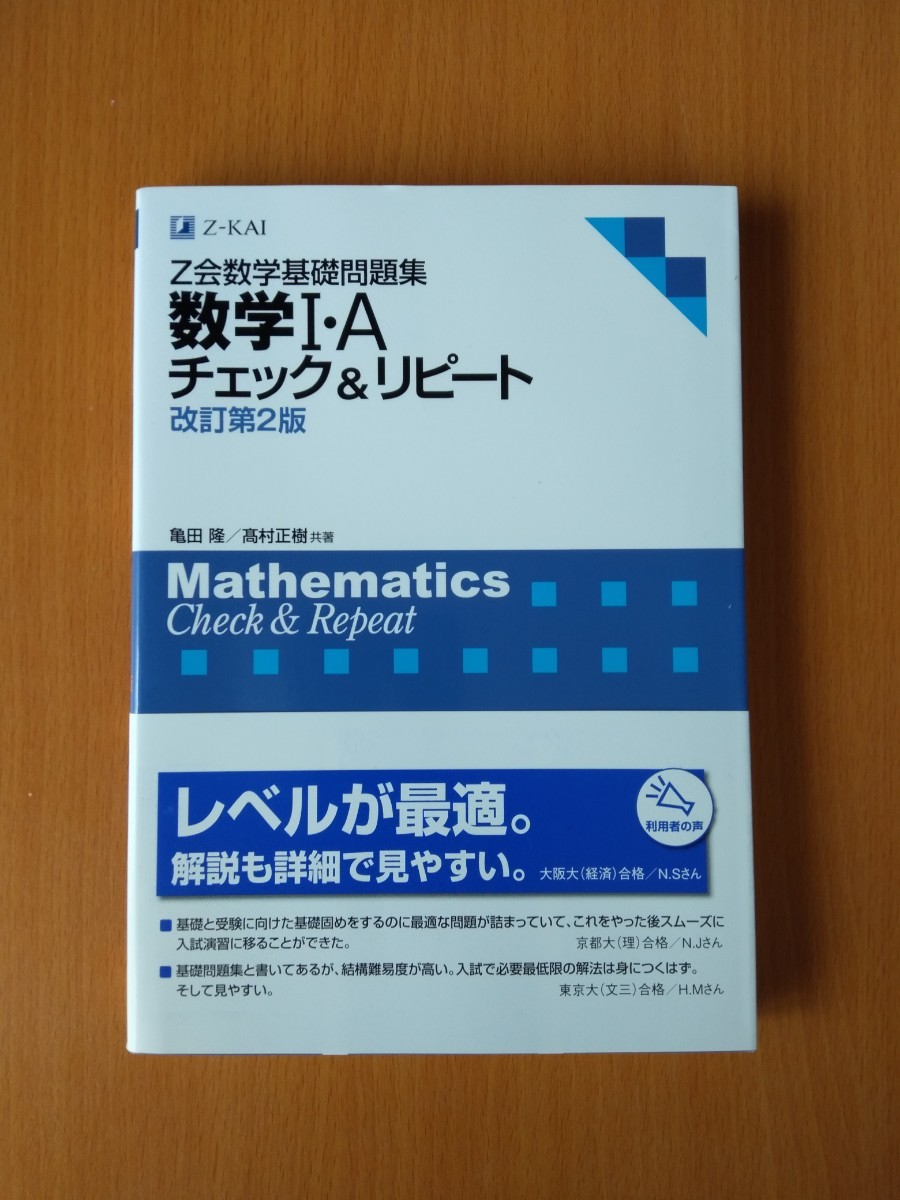 Z-KAI
Z会数学基礎問題集
数学I・A
チェック&リピート
改訂第2版
亀田 隆／髙村正樹 共著
Mathematics
Check & Repeat
レベルが最適。
解説も詳細で見やすい。 大阪大(経済)合格／N.Sさん
利用者の声
■ 基礎と受験に向けた基礎固めをするのに最適な問題が詰まっていて、これをやった後スムーズに
入試演習に移ることができた。 京都大(理)合格／N.Jさん
■ 基礎問題集と書いてあるが、結構難易度が高い。入試で必要最低限の解法は身につくはず。
そして見やすい。 東京大(文三)合格／H.Mさん